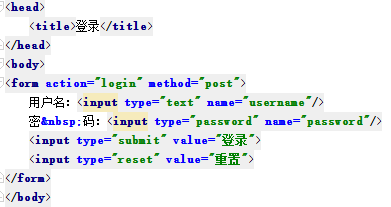 <head>
    <title>登录</title>
</head>
<body>
<form action="login" method="post">
    用户名：<input type="text" name="username"/>
    密&nbsp;码：<input type="password" name="password"/>
    <input type="submit" value="登录"/>
    <input type="reset" value="重置"/>
</form>
</body>